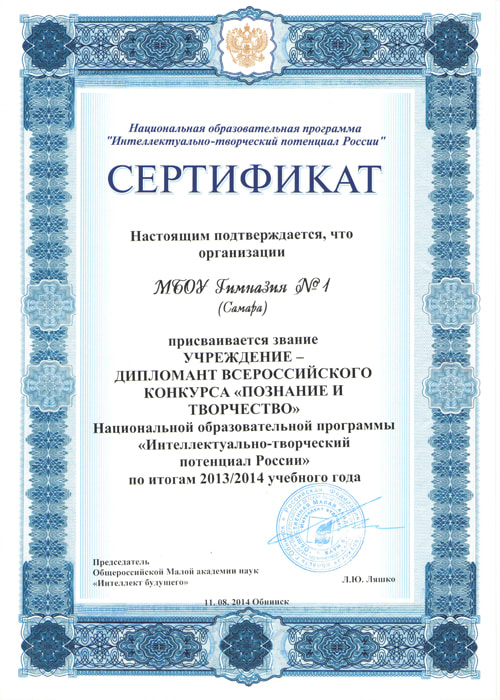 Национальная образовательная программа
"Интеллектуально-творческий потенциал России"
СЕРТИФИКАТ
Настоящим подтверждается, что
организации
МБОУ Гимназия №1
(Самара)
присваивается звание
УЧРЕЖДЕНИЕ –
ДИПЛОМАНТ ВСЕРОССИЙСКОГО
КОНКУРСА «ПОЗНАНИЕ И
ТВОРЧЕСТВО»
Национальной образовательной программы
«Интеллектуально-творческий
потенциал России»
по итогам 2013/2014 учебного года
Председатель
Общероссийской Малой академии наук
«Интеллект будущего»
Л.Ю. Ляшко
11. 08. 2014 Обнинск